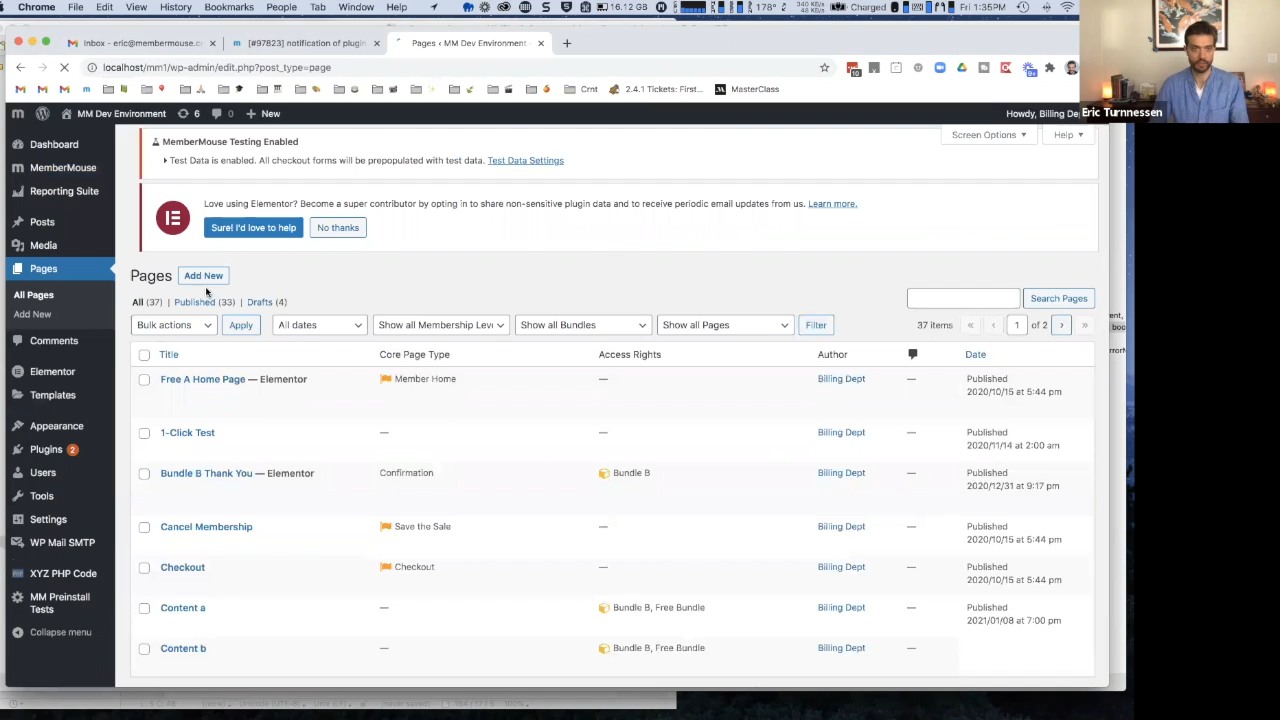 Chrome File Edit View History Bookmarks People Tab Window Help 16.12 GB 178° Charged Fri 1:35PM
Inbox - eric@membermouse.c
[#97823] notification of plugin
Pages ‹ MM Dev Environment
localhost/mm1/wp-admin/edit.php?post_type=page
Crnt 2.4.1 Tickets: First... MasterClass
MM Dev Environment 6 0 New Howdy, Billing De
Eric Turnnessen
Dashboard
MemberMouse
Reporting Suite
Posts
Media
Pages
All Pages
Add New
Comments
Elementor
Templates
Appearance
Plugins 2
Users
Tools
Settings
WP Mail SMTP
XYZ PHP Code
MM Preinstall
Tests
Collapse menu
Screen Options Help
MemberMouse Testing Enabled
Test Data is enabled. All checkout forms will be prepopulated with test data. Test Data Settings
Love using Elementor? Become a super contributor by opting in to share non-sensitive plugin data and to receive periodic email updates from us. Learn more.
Sure! I'd love to help No thanks
Pages Add New
All (37) | Published (33) | Drafts (4)
Search Pages
Bulk actions Apply All dates Show all Membership Lev Show all Bundles Show all Pages Filter 37 items « ‹ 1 of 2 › »
Title Core Page Type Access Rights Author Date
Free A Home Page — Elementor Member Home — Billing Dept — Published
2020/10/15 at 5:44 pm
1-Click Test — — Billing Dept — Published
2020/11/14 at 2:00 am
Bundle B Thank You — Elementor Confirmation Bundle B Billing Dept — Published
2020/12/31 at 9:17 pm
Cancel Membership Save the Sale — Billing Dept — Published
2020/10/15 at 5:44 pm
Checkout Checkout — Billing Dept — Published
2020/10/15 at 5:44 pm
Content a — Bundle B, Free Bundle Billing Dept — Published
2021/01/08 at 7:00 pm
Content b — Bundle B, Free Bundle Billing Dept —